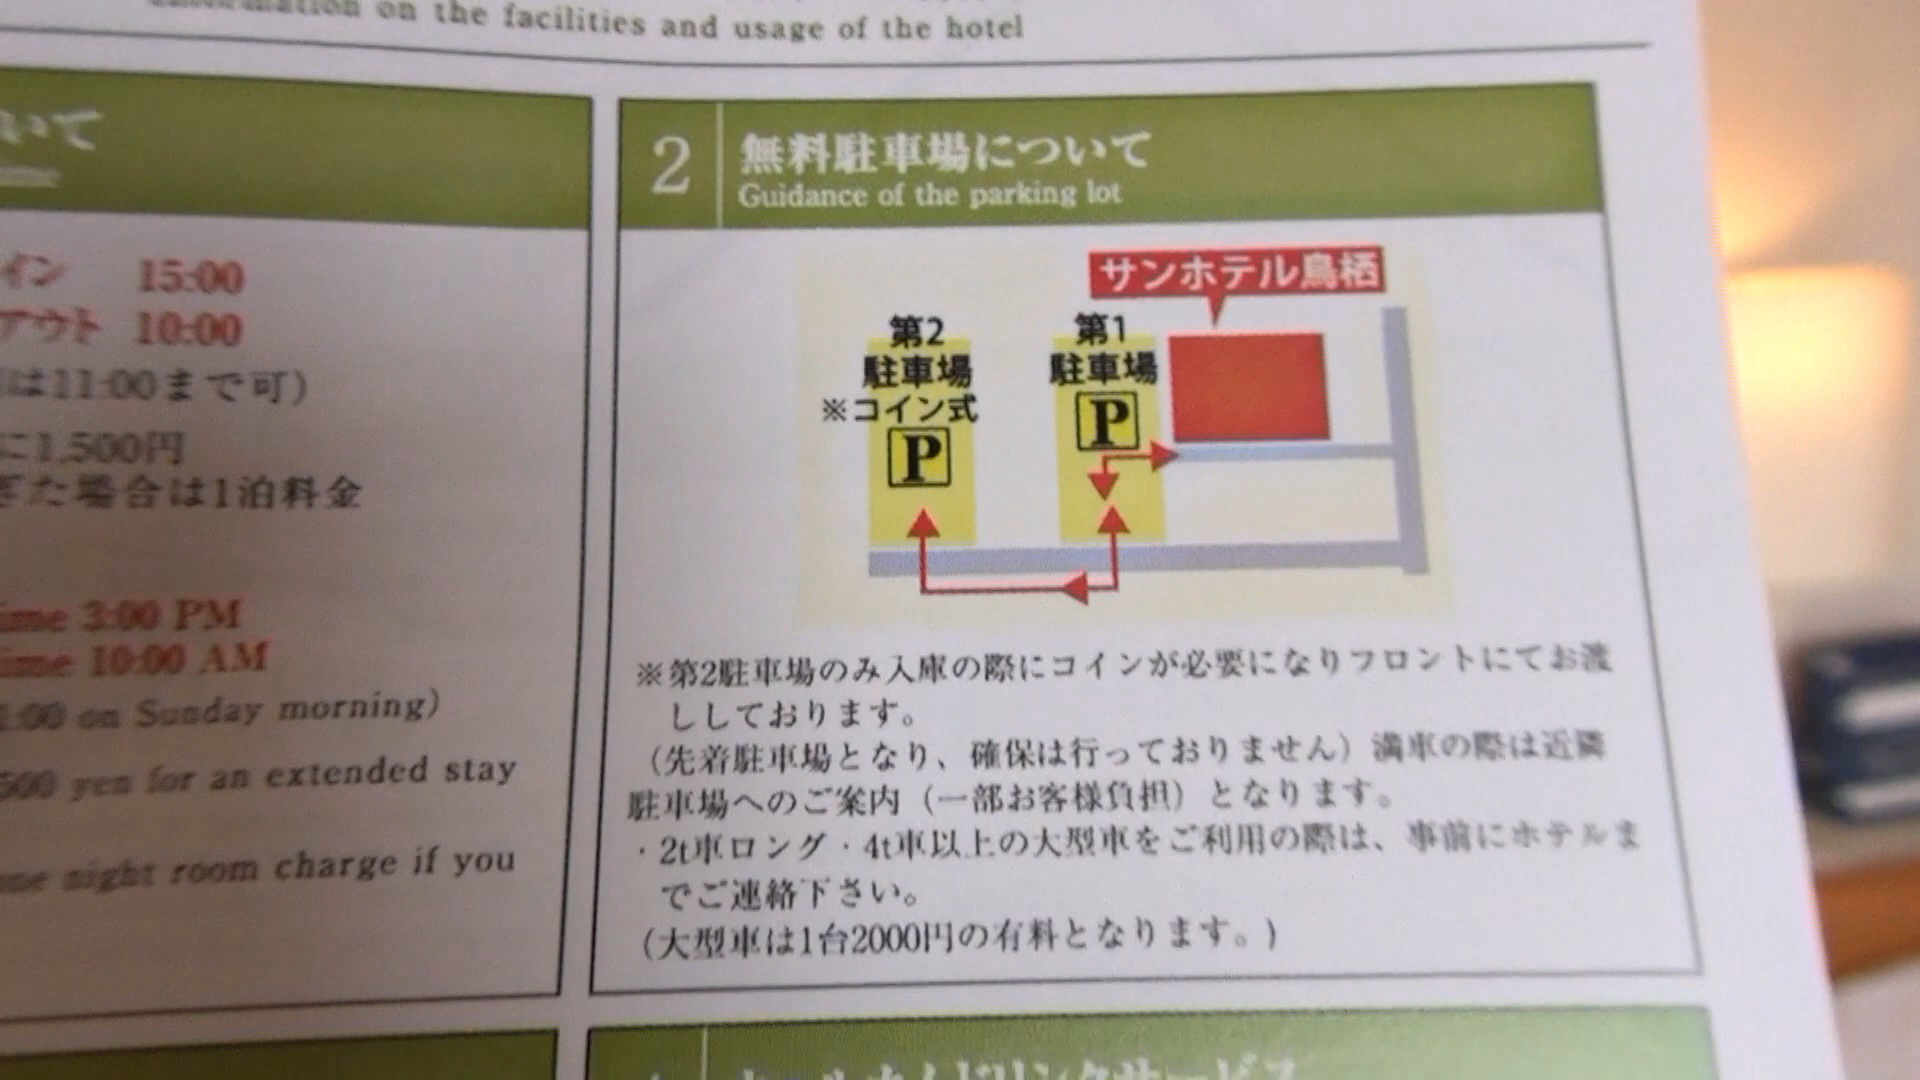 on the facilities and usage of the hotel
いて
イン 15:00
アウト 10:00
は11:00まで可)
に1,500円
ぎた場合は1泊料金
3:00 PM
10:00 AM
on Sunday morning)
500 yen for an extended stay
one night room charge if you
2 無料駐車場について
Guidance of the parking lot
サンホテル鳥栖
第2
駐車場
※コイン式
P
第1
駐車場
P
※第2駐車場のみ入庫の際にコインが必要になりフロントにてお渡
ししております。
(先着駐車場となり、確保は行っておりません)満車の際は近隣
駐車場へのご案内(一部お客様負担)となります。
・2t車ロング・4t車以上の大型車をご利用の際は、事前にホテルま
でご連絡下さい。
(大型車は1台2000円の有料となります。)